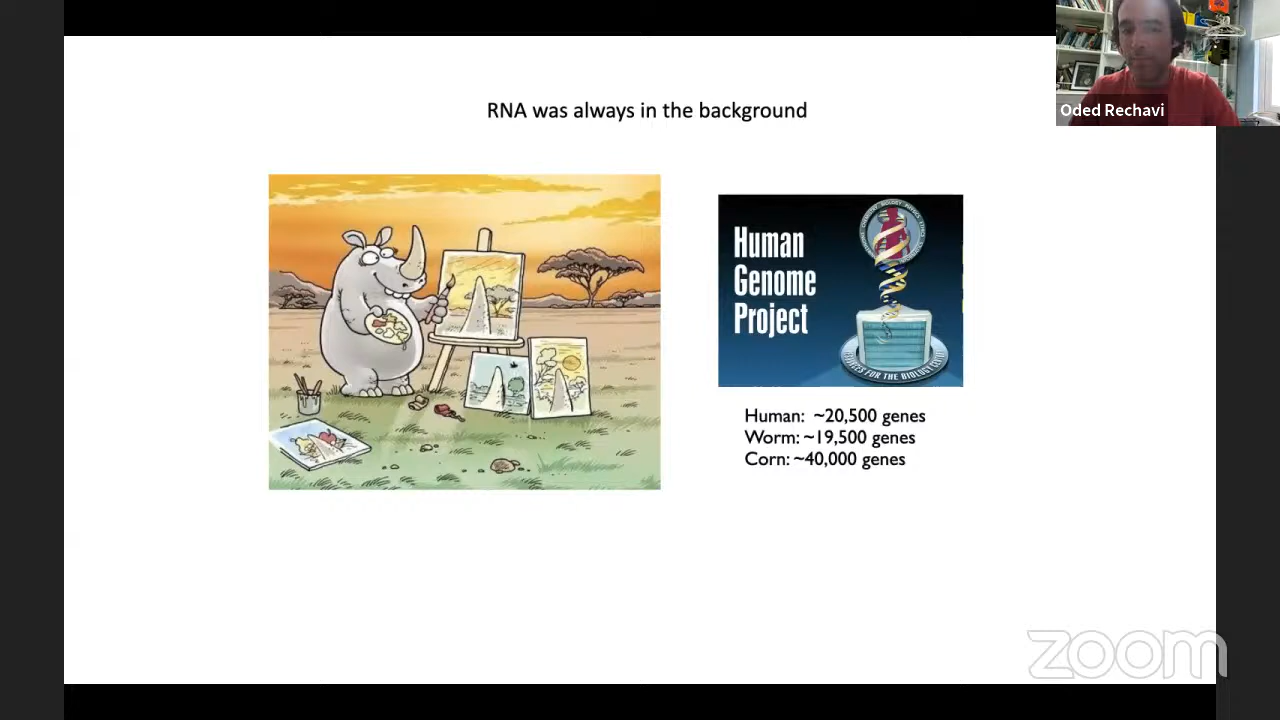 Oded Rechavi
RNA was always in the background
Human
Genome
Project
Human: ~20,500 genes
Worm: ~19,500 genes
Corn: ~40,000 genes
zoom